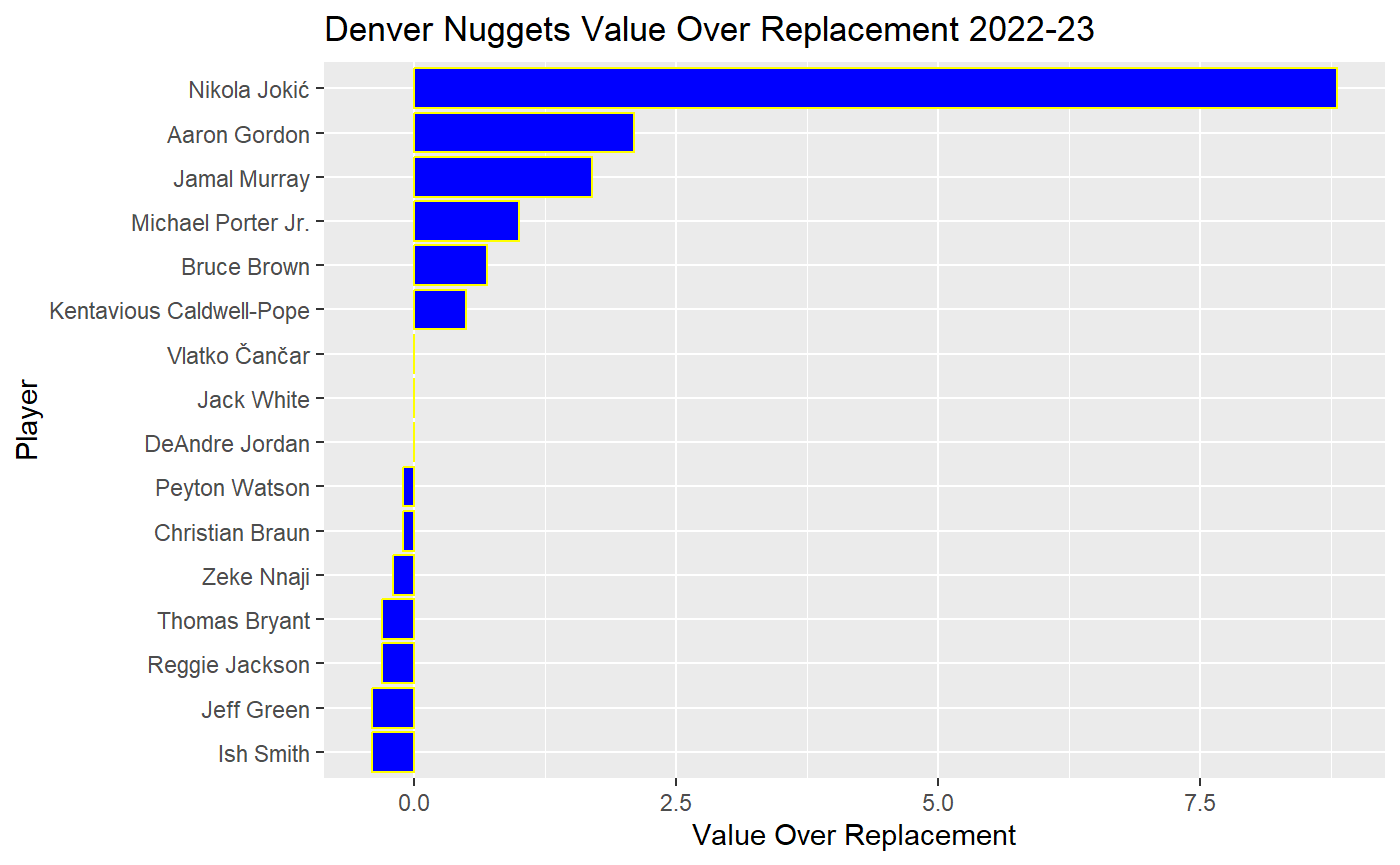 Denver Nuggets Value Over Replacement 2022-23
Nikola Jokić
Aaron Gordon
Jamal Murray
Michael Porter Jr.
Bruce Brown
Kentavious Caldwell-Pope
Vlatko Čančar
Jack White
DeAndre Jordan
Peyton Watson
Christian Braun
Zeke Nnaji
Thomas Bryant
Reggie Jackson
Jeff Green
Ish Smith
Player
0.0 2.5 5.0 7.5
Value Over Replacement